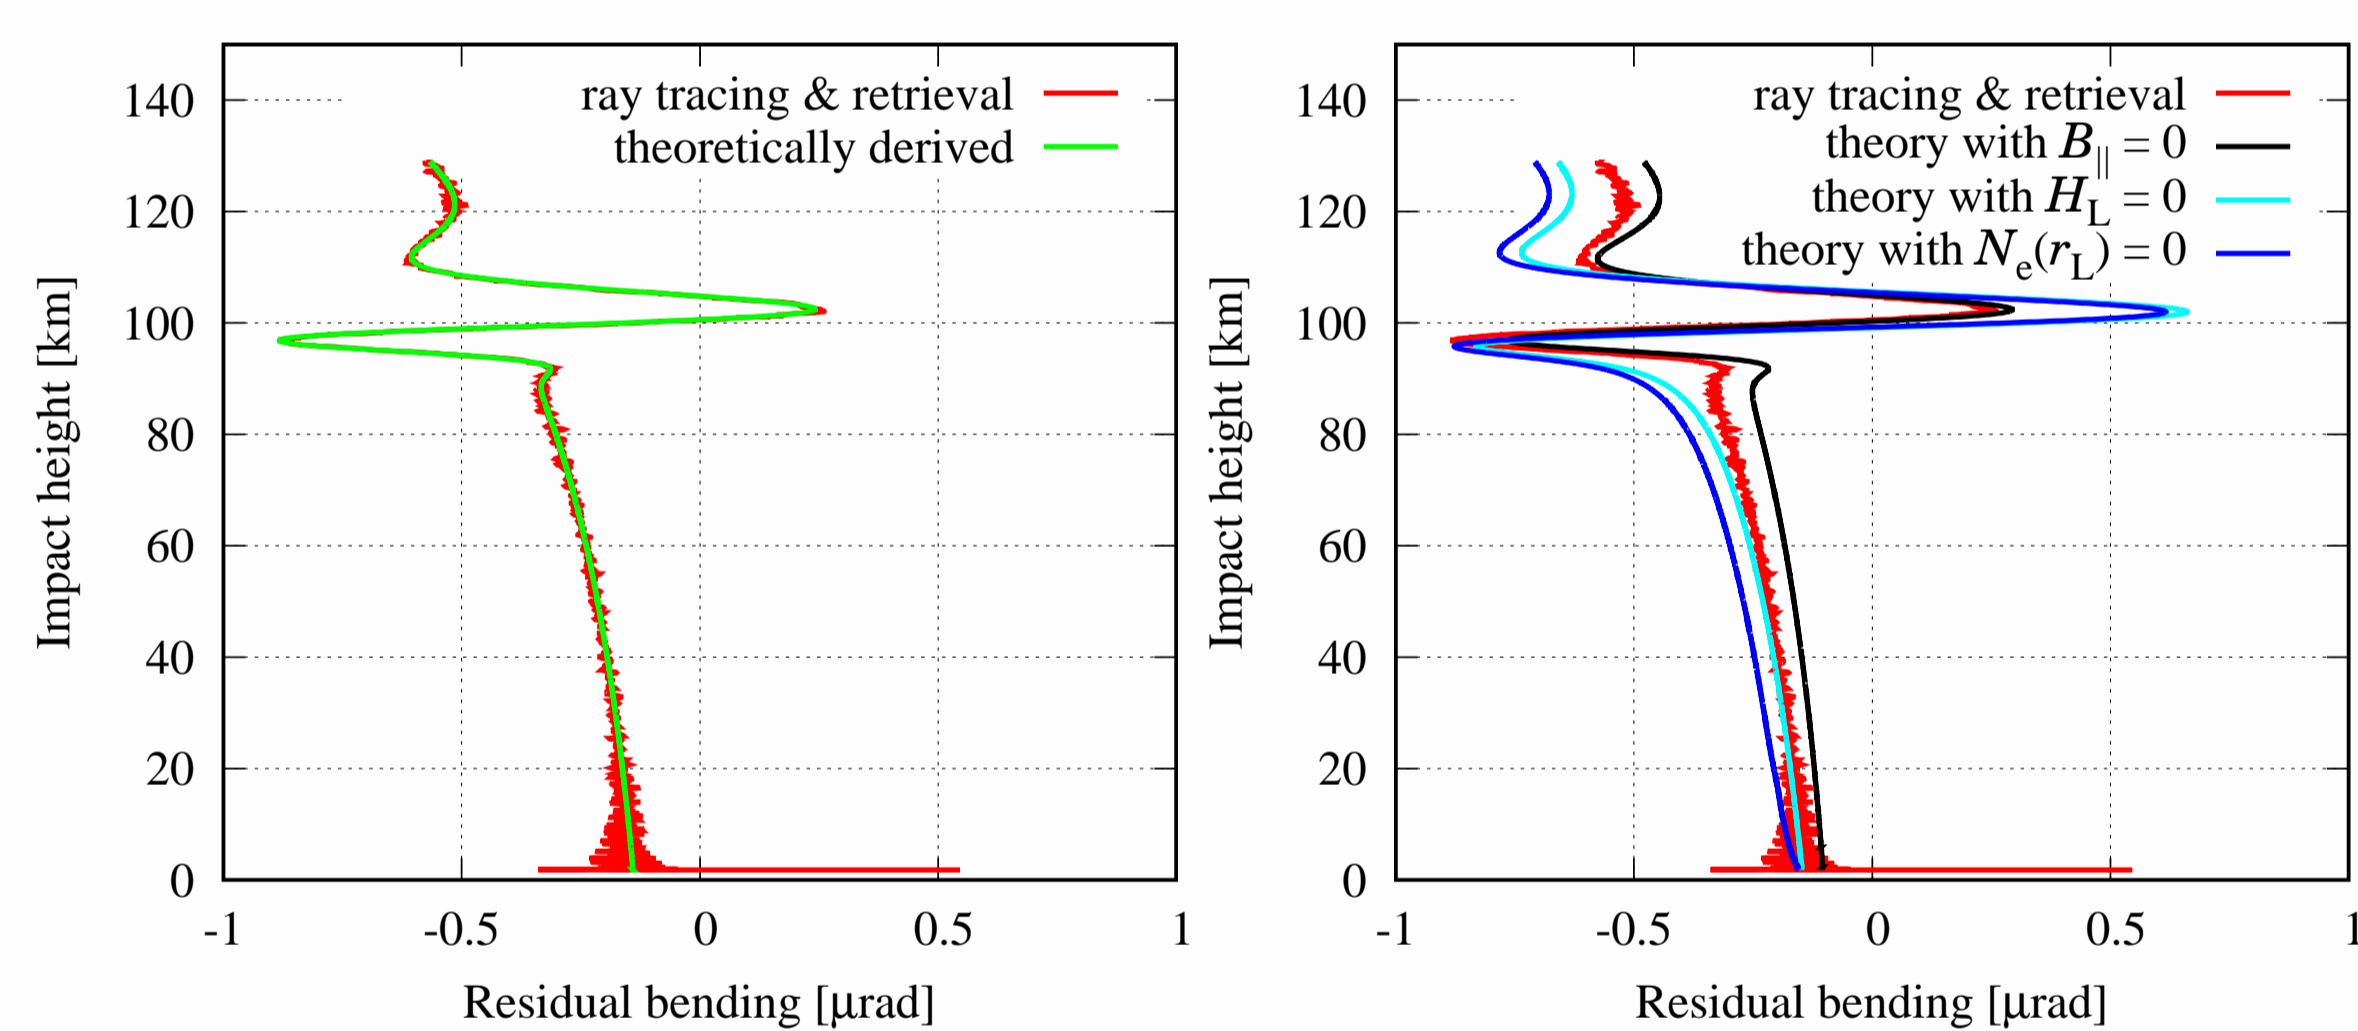 ray tracing & retrieval
theoretically derived
140
120
100
80
60
40
20
0
-1
-0.5
0
0.5
1
Impact height [km]
Residual bending [μrad]
ray tracing & retrieval
theory with B∥ = 0
theory with H_L = 0
theory with N_e(r_L) = 0
140
120
100
80
60
40
20
0
-1
-0.5
0
0.5
1
Impact height [km]
Residual bending [μrad]